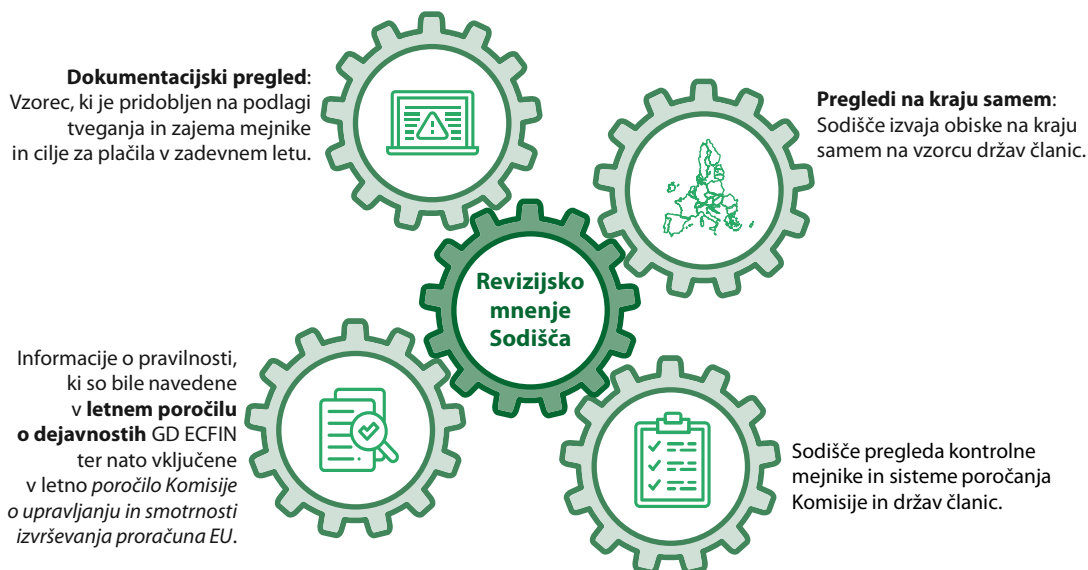 Dokumentacijski pregled:
Vzorec, ki je pridobljen na podlagi
tveganja in zajema mejnike
in cilje za plačila v zadevnem letu.
Pregledi na kraju samem:
Sodišče izvaja obiske na kraju
samem na vzorcu držav članic.
Revizijsko
mnenje
Sodišča
Informacije o pravilnosti,
ki so bile navedene
v letnem poročilu
o dejavnostih GD ECFIN
ter nato vključene
v letno poročilo Komisije
o upravljanju in smotrnosti
izvrševanja proračuna EU.
Sodišče pregleda kontrolne
mejnike in sisteme poročanja
Komisije in držav članic.